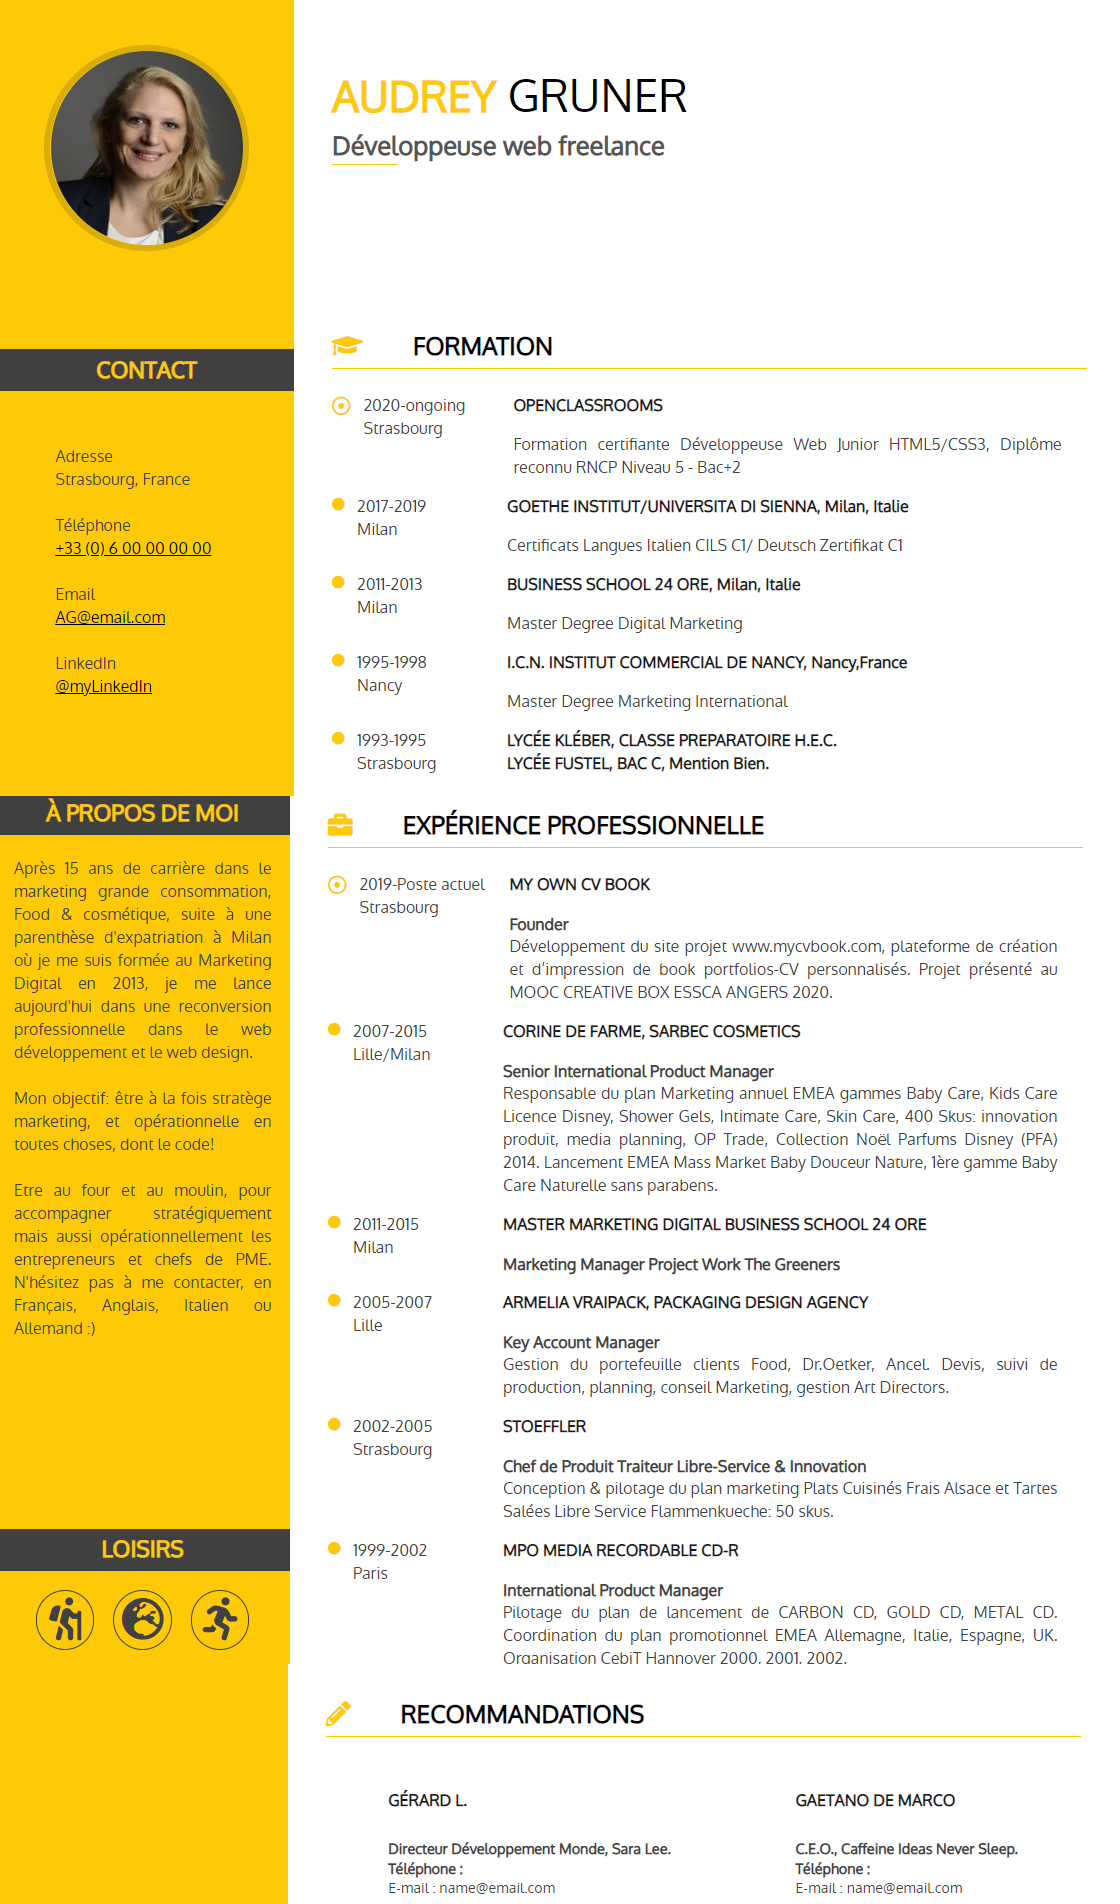 AUDREY GRUNER
Développeuse web freelance
CONTACT
Adresse
Strasbourg, France
Téléphone
+33 (0) 6 00 00 00 00
Email
AG@email.com
LinkedIn
@myLinkedIn
À PROPOS DE MOI
Après 15 ans de carrière dans le
marketing grande consommation,
Food & cosmétique, suite à une
parenthèse d'expatriation à Milan
où je me suis formée au Marketing
Digital en 2013, je me lance
aujourd'hui dans une reconversion
professionnelle dans le web
développement et le web design.
Mon objectif: être à la fois stratège
marketing, et opérationnelle en
toutes choses, dont le code!
Etre au four et au moulin, pour
accompagner stratégiquement
mais aussi opérationnellement les
entrepreneurs et chefs de PME.
N'hésitez pas à me contacter, en
Français, Anglais, Italien ou
Allemand :)
LOISIRS
FORMATION
2020-ongoing
Strasbourg
OPENCLASSROOMS
Formation certifiante Développeuse Web Junior HTML5/CSS3, Diplôme
reconnu RNCP Niveau 5 - Bac+2
2017-2019
Milan
GOETHE INSTITUT/UNIVERSITA DI SIENNA, Milan, Italie
Certificats Langues Italien CILS C1/ Deutsch Zertifikat C1
2011-2013
Milan
BUSINESS SCHOOL 24 ORE, Milan, Italie
Master Degree Digital Marketing
1995-1998
Nancy
I.C.N. INSTITUT COMMERCIAL DE NANCY, Nancy,France
Master Degree Marketing International
1993-1995
Strasbourg
LYCÉE KLÉBER, CLASSE PREPARATOIRE H.E.C.
LYCÉE FUSTEL, BAC C, Mention Bien.
EXPÉRIENCE PROFESSIONNELLE
2019-Poste actuel
Strasbourg
MY OWN CV BOOK
Founder
Développement du site projet www.mycvbook.com, plateforme de création
et d’impression de book portfolios-CV personnalisés. Projet présenté au
MOOC CREATIVE BOX ESSCA ANGERS 2020.
2007-2015
Lille/Milan
CORINE DE FARME, SARBEC COSMETICS
Senior International Product Manager
Responsable du plan Marketing annuel EMEA gammes Baby Care, Kids Care
Licence Disney, Shower Gels, Intimate Care, Skin Care, 400 Skus: innovation
produit, media planning, OP Trade, Collection Noël Parfums Disney (PFA)
2014. Lancement EMEA Mass Market Baby Douceur Nature, 1ère gamme Baby
Care Naturelle sans parabens.
2011-2015
Milan
MASTER MARKETING DIGITAL BUSINESS SCHOOL 24 ORE
Marketing Manager Project Work The Greeners
2005-2007
Lille
ARMELIA VRAIPACK, PACKAGING DESIGN AGENCY
Key Account Manager
Gestion du portefeuille clients Food, Dr.Oetker, Ancel. Devis, suivi de
production, planning, conseil Marketing, gestion Art Directors.
2002-2005
Strasbourg
STOEFFLER
Chef de Produit Traiteur Libre-Service & Innovation
Conception & pilotage du plan marketing Plats Cuisinés Frais Alsace et Tartes
Salées Libre Service Flammenkueche: 50 skus.
1999-2002
Paris
MPO MEDIA RECORDABLE CD-R
International Product Manager
Pilotage du plan de lancement de CARBON CD, GOLD CD, METAL CD.
Coordination du plan promotionnel EMEA Allemagne, Italie, Espagne, UK.
Organisation CebiT Hannover 2000, 2001, 2002.
RECOMMANDATIONS
GÉRARD L.
Directeur Développement Monde, Sara Lee.
Téléphone :
E-mail : name@email.com
GAETANO DE MARCO
C.E.O., Caffeine Ideas Never Sleep.
Téléphone :
E-mail : name@email.com